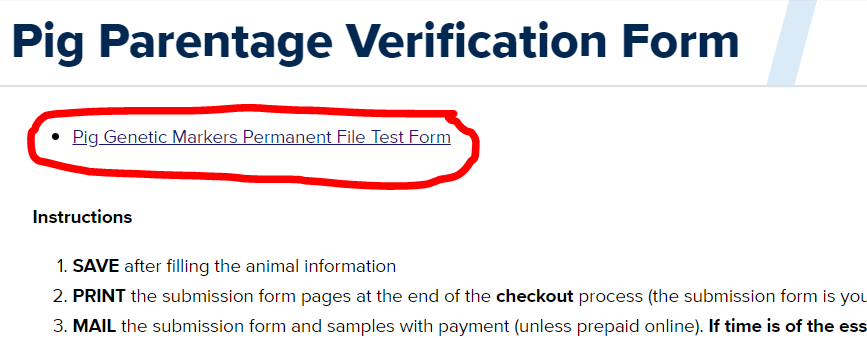 Pig Parentage Verification Form
• Pig Genetic Markers Permanent File Test Form
Instructions
1. SAVE after filling the animal information
2. PRINT the submission form pages at the end of the checkout process (the submission form is you
3. MAIL the submission form and samples with payment (unless prepaid online). If time is of the ess